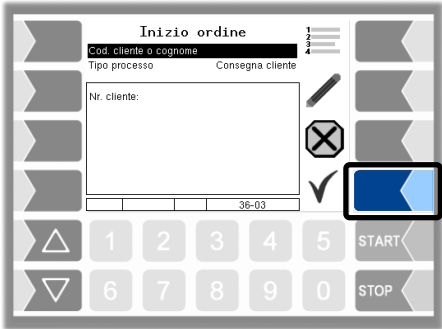 Inizio ordine
Cod. cliente o cognome
Tipo processo Consegna cliente
Nr. cliente:
1
2
3
4
36-03
1 2 3 4 5 START
6 7 8 9 0 STOP